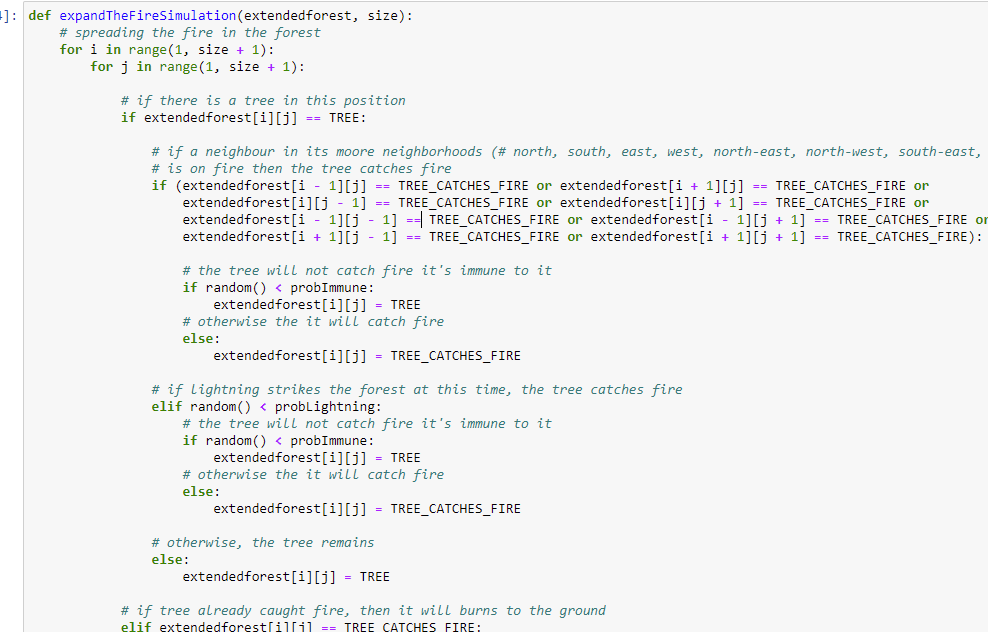 ]: def expandTheFireSimulation(extendedforest, size):
# spreading the fire in the forest
for i in range(1, size + 1):
for j in range(1, size + 1):
# if there is a tree in this position
if extendedforest[i][j] == TREE:
# if a neighbour in its moore neighborhoods (# north, south, east, west, north-east, north-west, south-east,
# is on fire then the tree catches fire
if (extendedforest[i - 1][j] == TREE_CATCHES_FIRE or extendedforest[i + 1][j] == TREE_CATCHES_FIRE or
extendedforest[i][j - 1] == TREE_CATCHES_FIRE or extendedforest[i][j + 1] == TREE_CATCHES_FIRE or
extendedforest[i - 1][j - 1] == TREE_CATCHES_FIRE or extendedforest[i - 1][j + 1] == TREE_CATCHES_FIRE or
extendedforest[i + 1][j - 1] == TREE_CATCHES_FIRE or extendedforest[i + 1][j + 1] == TREE_CATCHES_FIRE):
# the tree will not catch fire it's immune to it
if random() < probImmune:
extendedforest[i][j] = TREE
# otherwise the it will catch fire
else:
extendedforest[i][j] = TREE_CATCHES_FIRE
# if lightning strikes the forest at this time, the tree catches fire
elif random() < probLightning:
# the tree will not catch fire it's immune to it
if random() < probImmune:
extendedforest[i][j] = TREE
# otherwise the it will catch fire
else:
extendedforest[i][j] = TREE_CATCHES_FIRE
# otherwise, the tree remains
else:
extendedforest[i][j] = TREE
# if tree already caught fire, then it will burns to the ground
elif extendedforest[i][j] == TREE_CATCHES_FIRE: